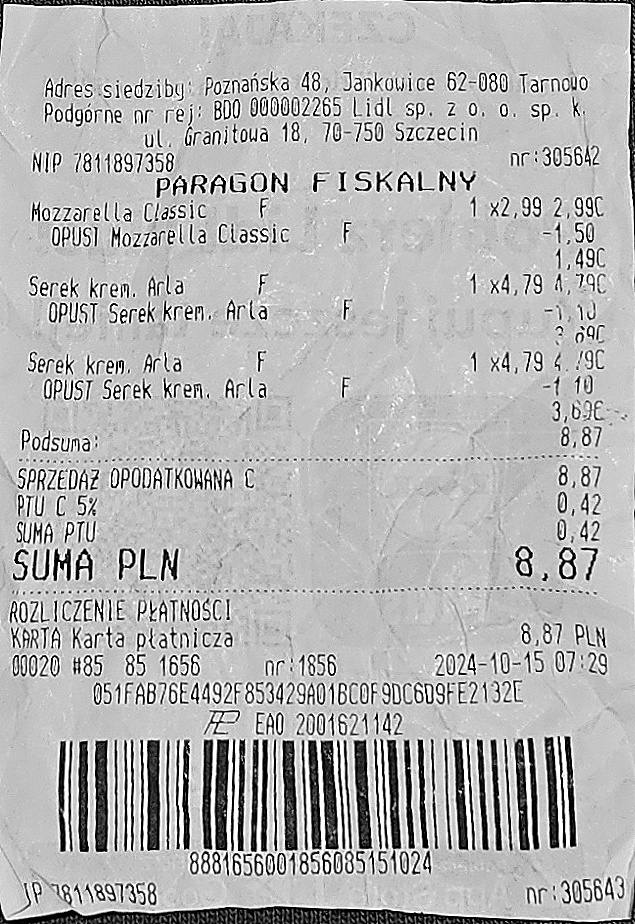 Adres siedziby: Poznańska 48, Jankowice 62-080 Tarnowo
Podgórne nr rej: BDO 000002265 Lidl sp. z o. o. sp. k.
ul. Granitowa 18, 70-750 Szczecin
NIP 7811897358 nr:305642
PARAGON FISKALNY
Mozzarella Classic F 1 x2,99 2,99C
OPUST Mozzarella Classic F -1,50
1,49C
Serek krem. Arla F 1 x4,79 4,79C
OPUST Serek krem. Arla F -1,10
3,69C
Serek krem. Arla F 1 x4,79 4,79C
OPUST Serek krem. Arla F -1,10
3,69C
Podsuma: 8,87
SPRZEDAŻ OPODATKOWANA C 8,87
PTU C 5% 0,42
SUMA PTU 0,42
SUMA PLN 8,87
ROZLICZENIE PŁATNOŚCI
KARTA Karta płatnicza 8,87 PLN
00020 #85 85 1656 nr:1856 2024-10-15 07:29
051FAB76E4492F853429A01BC0F9DC6D9FE2132E
EAO 2001621142
88816560018560851​51024
7811897358 nr:305643